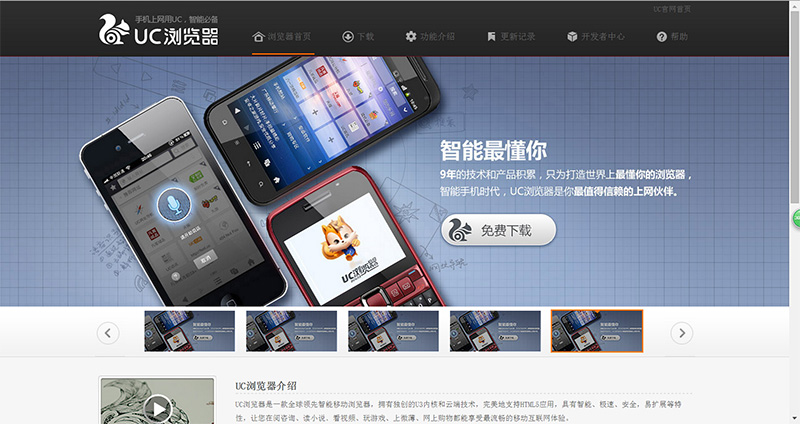 UC官网首页
手机上网用UC，智能必备
UC浏览器
浏览器首页
下载
功能介绍
更新记录
开发者中心
帮助
智能最懂你
9年的技术和产品积累，只为打造世界上最懂你的浏览器，
智能手机时代，UC浏览器是你最值得信赖的上网伙伴。
免费下载
UC浏览器
取消
UC浏览器介绍
UC浏览器是一款全球领先智能移动浏览器，拥有独创的U3内核和云端技术，完美地支持HTML5应用，具有智能、极速、安全，易扩展等特
性，让您在阅咨询、读小说、看视频、玩游戏、上微薄、网上购物都能享受最流畅的移动互联网体验。